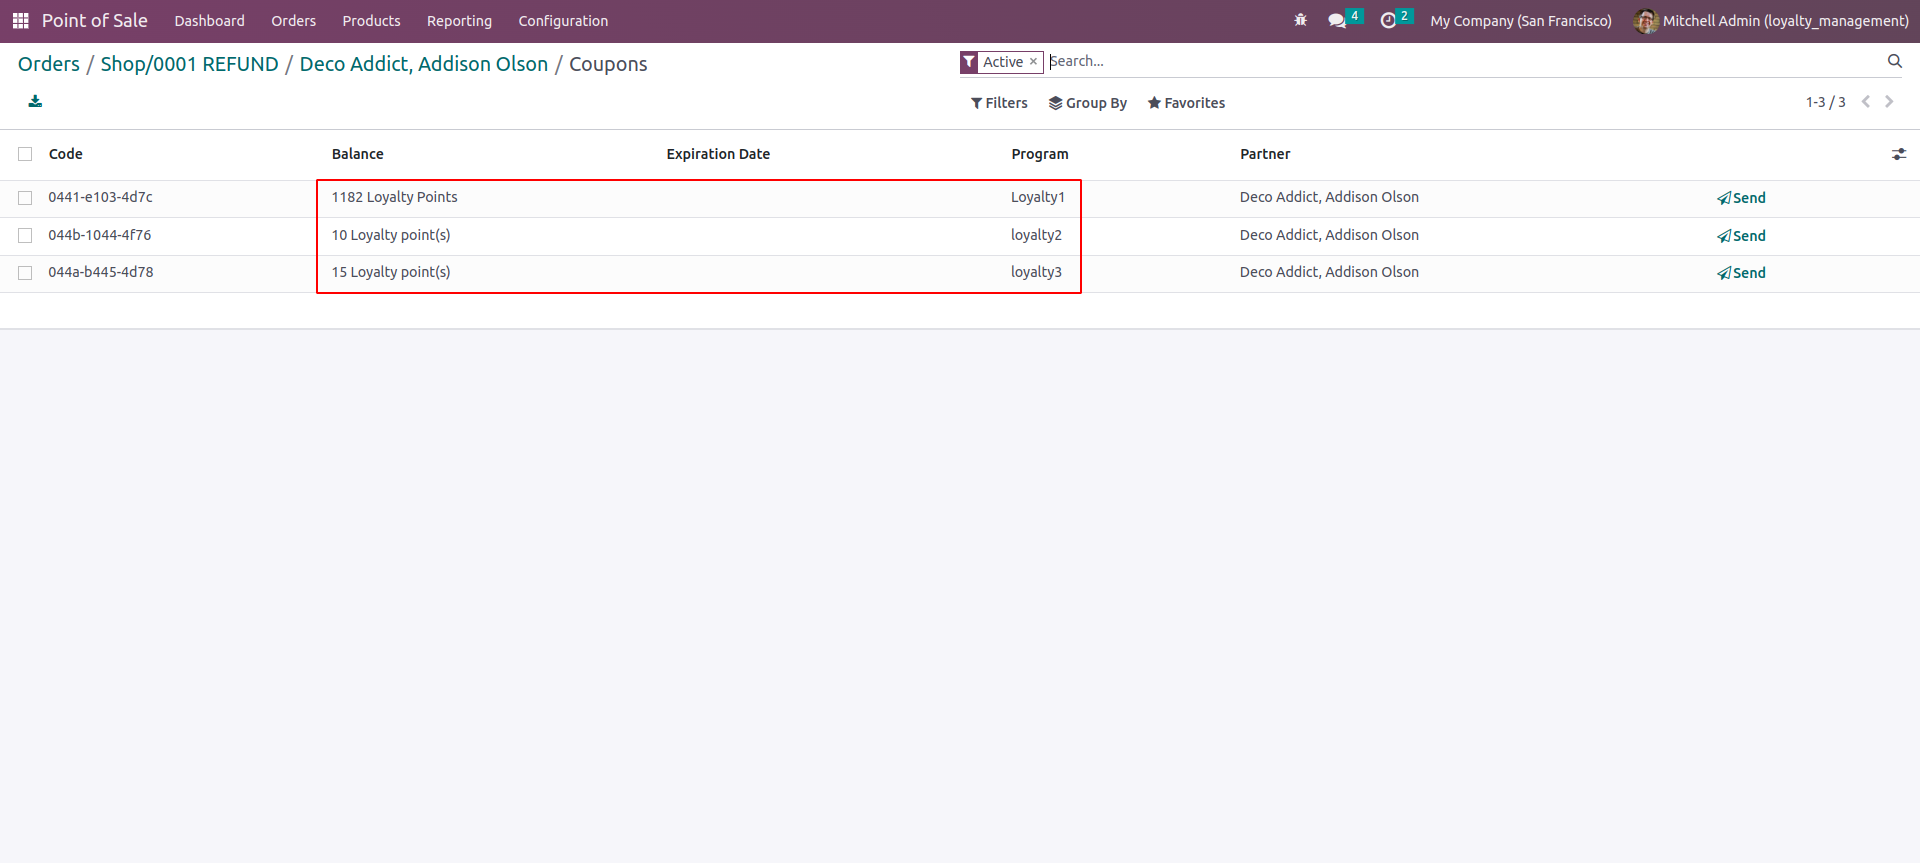 Point of Sale Dashboard Orders Products Reporting Configuration 4 2 My Company (San Francisco) Mitchell Admin (loyalty_management)
Orders / Shop/0001 REFUND / Deco Addict, Addison Olson / Coupons Active × Search...
Filters Group By Favorites 1-3 / 3
Code Balance Expiration Date Program Partner
0441-e103-4d7c 1182 Loyalty Points Loyalty1 Deco Addict, Addison Olson Send
044b-1044-4f76 10 Loyalty point(s) loyalty2 Deco Addict, Addison Olson Send
044a-b445-4d78 15 Loyalty point(s) loyalty3 Deco Addict, Addison Olson Send